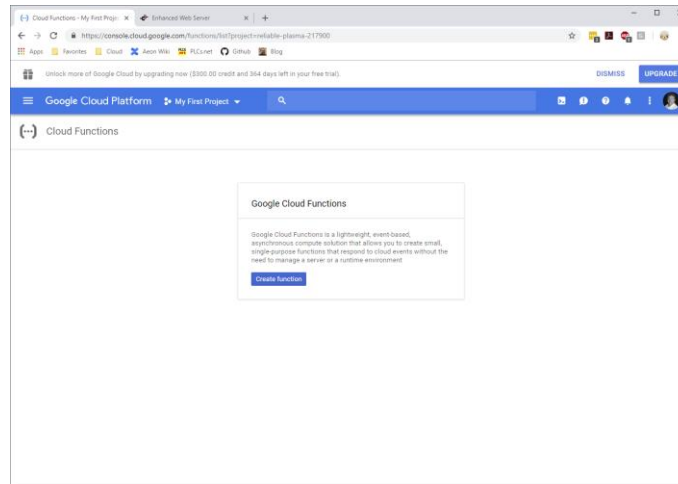 Cloud Functions - My First Proje
Enhanced Web Server
https://console.cloud.google.com/functions/list?project=reliable-plasma-217900
Apps Favorites Cloud Aeon Wiki PLCs.net Github Blog
Unlock more of Google Cloud by upgrading now ($300.00 credit and 364 days left in your free trial).
DISMISS UPGRADE
Google Cloud Platform My First Project
Cloud Functions
Google Cloud Functions
Google Cloud Functions is a lightweight, event-based,
asynchronous compute solution that allows you to create small,
single-purpose functions that respond to cloud events without the
need to manage a server or a runtime environment
Create function